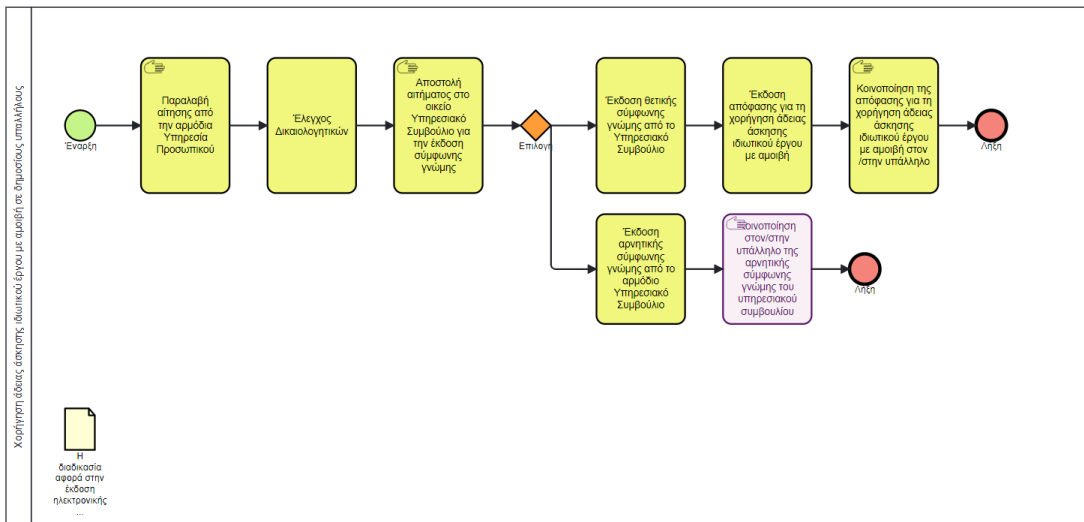 Χορήγηση άδειας άσκησης ιδιωτικού έργου με αμοιβή σε δημοσίους υπαλλήλους
Έναρξη
Παραλαβή
αίτησης από
την αρμόδια
Υπηρεσία
Προσωπικού
Έλεγχος
Δικαιολογητικών
Αποστολή
αιτήματος στο
οικείο
Υπηρεσιακό
Συμβούλιο για
την έκδοση
σύμφωνης
γνώμης
Επιλογή
Έκδοση θετικής
σύμφωνης
γνώμης από το
Υπηρεσιακό
Συμβούλιο
Έκδοση
απόφασης για τη
χορήγηση άδειας
άσκησης
ιδιωτικού έργου
με αμοιβή
Κοινοποίηση της
απόφασης για τη
χορήγηση άδειας
άσκησης
ιδιωτικού έργου
με αμοιβή στον
/στην υπάλληλο
Λήξη
Έκδοση
αρνητικής
σύμφωνης
γνώμης από το
αρμόδιο
Υπηρεσιακό
Συμβούλιο
Κοινοποίηση
στον/στην
υπάλληλο της
αρνητικής
σύμφωνης
γνώμης του
υπηρεσιακού
συμβουλίου
Λήξη
Η
διαδικασία
αφορά στην
έκδοση
ηλεκτρονικής
...